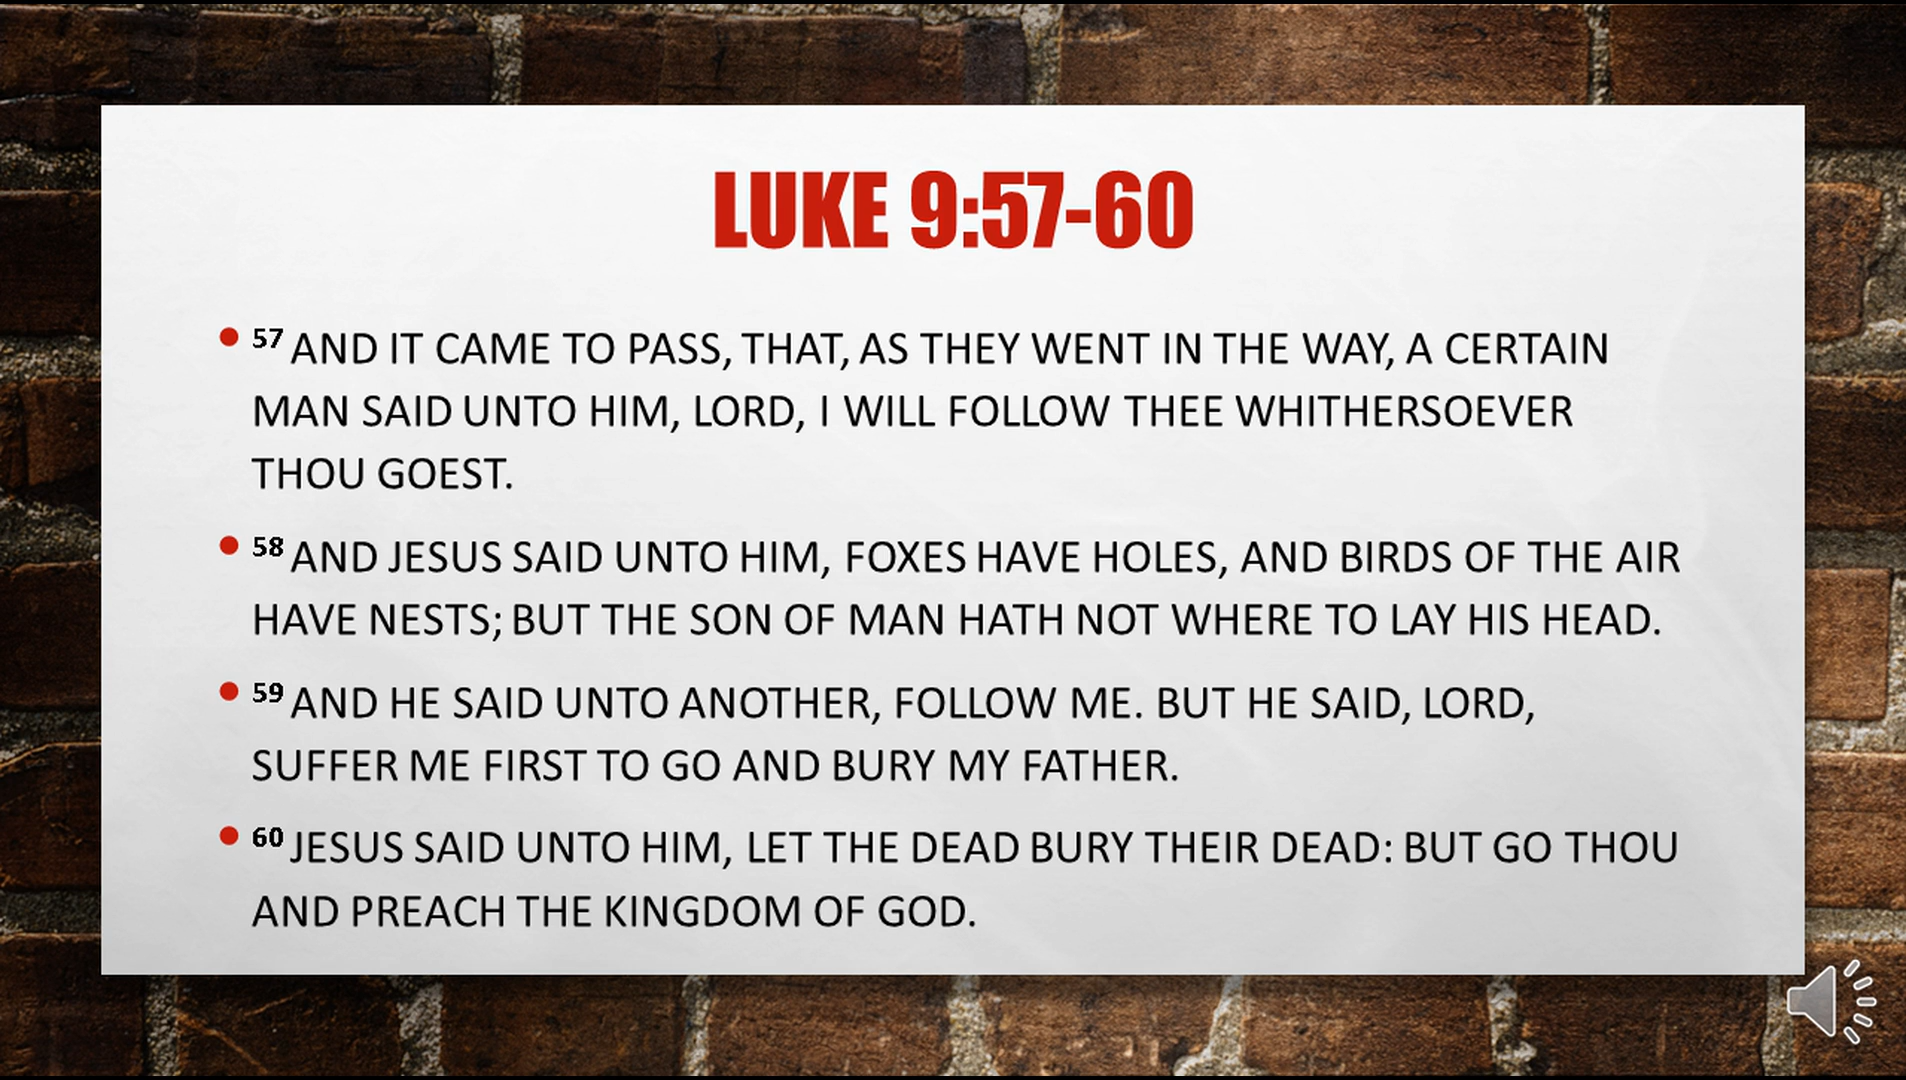 LUKE 9:57-60
• 57 AND IT CAME TO PASS, THAT, AS THEY WENT IN THE WAY, A CERTAIN
MAN SAID UNTO HIM, LORD, I WILL FOLLOW THEE WHITHERSOEVER
THOU GOEST.
• 58 AND JESUS SAID UNTO HIM, FOXES HAVE HOLES, AND BIRDS OF THE AIR
HAVE NESTS; BUT THE SON OF MAN HATH NOT WHERE TO LAY HIS HEAD.
• 59 AND HE SAID UNTO ANOTHER, FOLLOW ME. BUT HE SAID, LORD,
SUFFER ME FIRST TO GO AND BURY MY FATHER.
• 60 JESUS SAID UNTO HIM, LET THE DEAD BURY THEIR DEAD: BUT GO THOU
AND PREACH THE KINGDOM OF GOD.